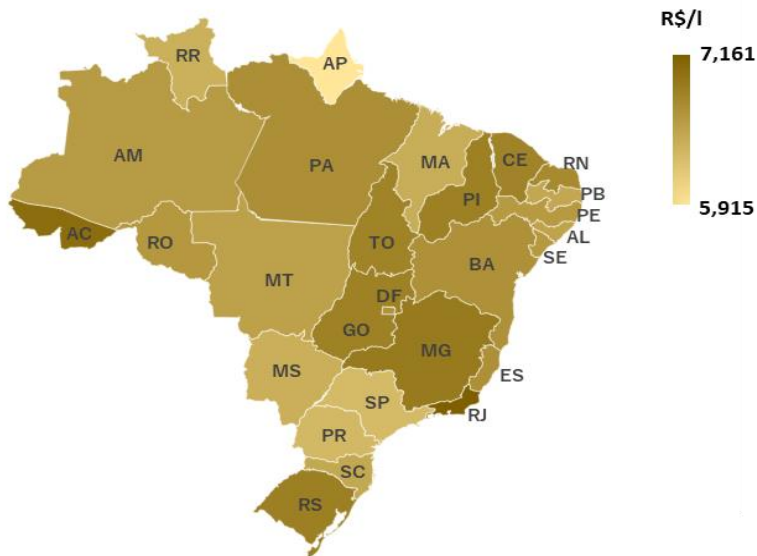 R$/l
7,161
5,915
RR
AP
AM
PA
MA
CE
RN
PB
PI
PE
AL
AC
RO
TO
SE
BA
MT
DF
GO
MG
MS
ES
SP
RJ
PR
SC
RS